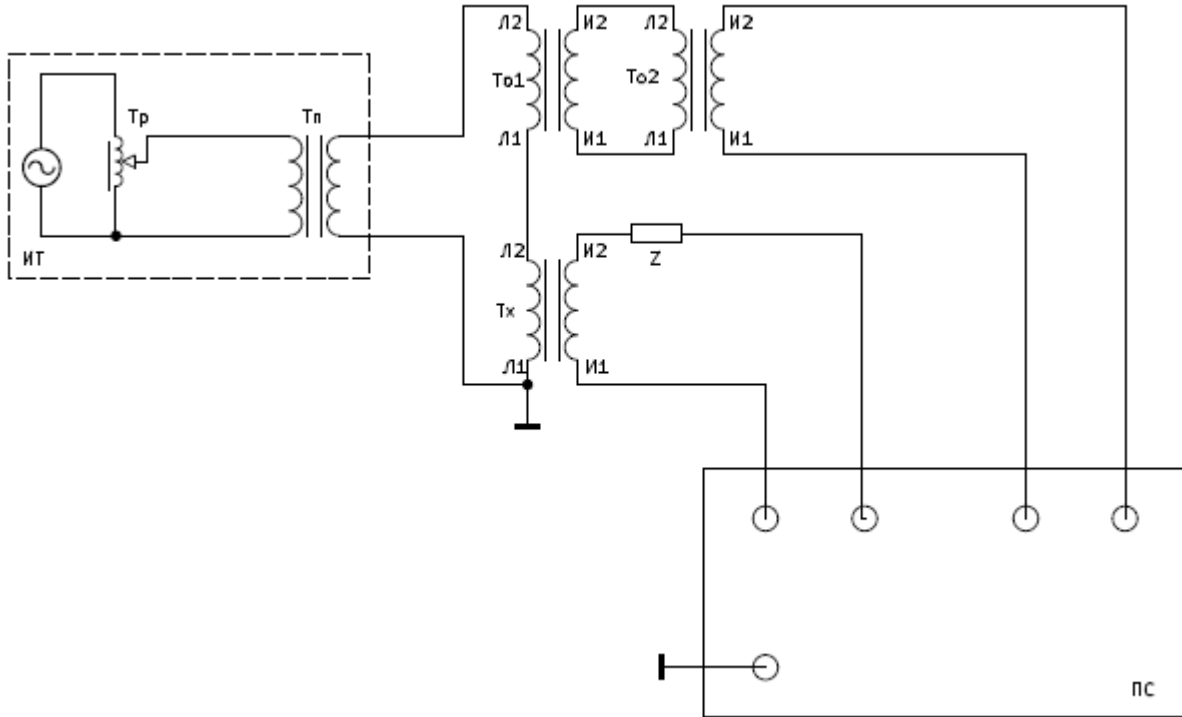 Л2 И2 Л2 И2
То1 То2
Тр Тп
Л1 И1 Л1 И1
Л2 И2
ИТ Z
Тх
Л1 И1
ПС